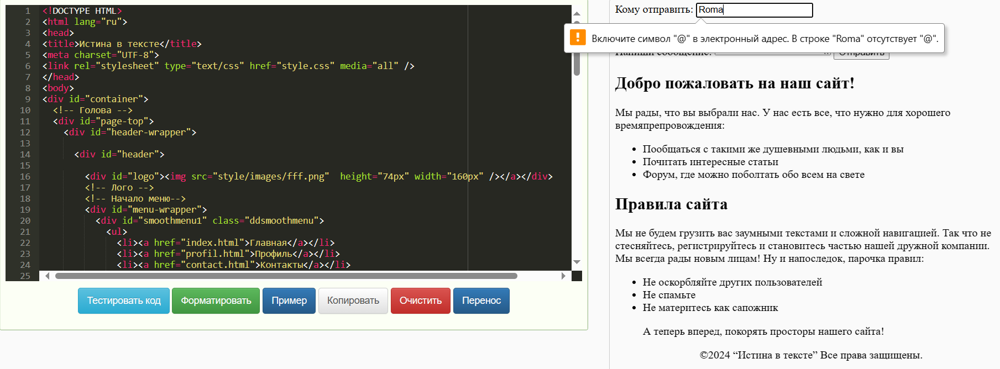 1 <!DOCTYPE HTML>
2 <html lang="ru">
3 <head>
4 <title>Истина в тексте</title>
5 <meta charset="UTF-8">
6 <link rel="stylesheet" type="text/css" href="style.css" media="all" />
7 </head>
8 <body>
9 <div id="container">
10 <!-- Голова -->
11 <div id="page-top">
12 <div id="header-wrapper">
13
14 <div id="header">
15
16 <div id="logo"><img src="style/images/fff.png"  height="74px" width="160px" /></a></div>
17 <!-- Лого -->
18 <!-- Начало меню-->
19 <div id="menu-wrapper">
20 <div id="smoothmenu1" class="ddsmoothmenu">
21 <ul>
22 <li><a href="index.html">Главная</a></li>
23 <li><a href="profil.html">Профиль</a></li>
24 <li><a href="contact.html">Контакты</a></li>
25
Тестировать код Форматировать Пример Копировать Очистить Перенос
Кому отправить: Roma
Включите символ "@" в электронный адрес. В строке "Roma" отсутствует "@".
Напиши сообщение: Отправить
Добро пожаловать на наш сайт!
Мы рады, что вы выбрали нас. У нас есть все, что нужно для хорошего
времяпрепровождения:
• Пообщаться с такими же душевными людьми, как и вы
• Почитать интересные статьи
• Форум, где можно поболтать обо всем на свете
Правила сайта
Мы не будем грузить вас заумными текстами и сложной навигацией. Так что не
стесняйтесь, регистрируйтесь и становитесь частью нашей дружной компании.
Мы всегда рады новым лицам! Ну и напоследок, парочка правил:
• Не оскорбляйте других пользователей
• Не спамьте
• Не материтесь как сапожник
А теперь вперед, покорять просторы нашего сайта!
©2024 “Истина в тексте” Все права защищены.